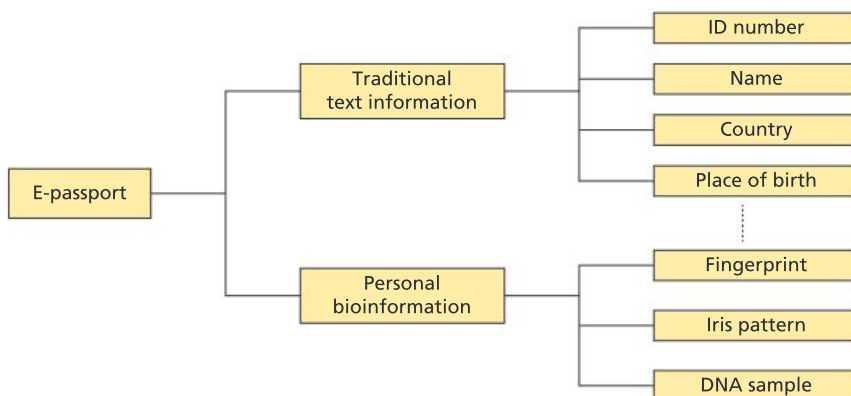 E-passport
Traditional
text information
ID number
Name
Country
Place of birth
Personal
bioinformation
Fingerprint
Iris pattern
DNA sample